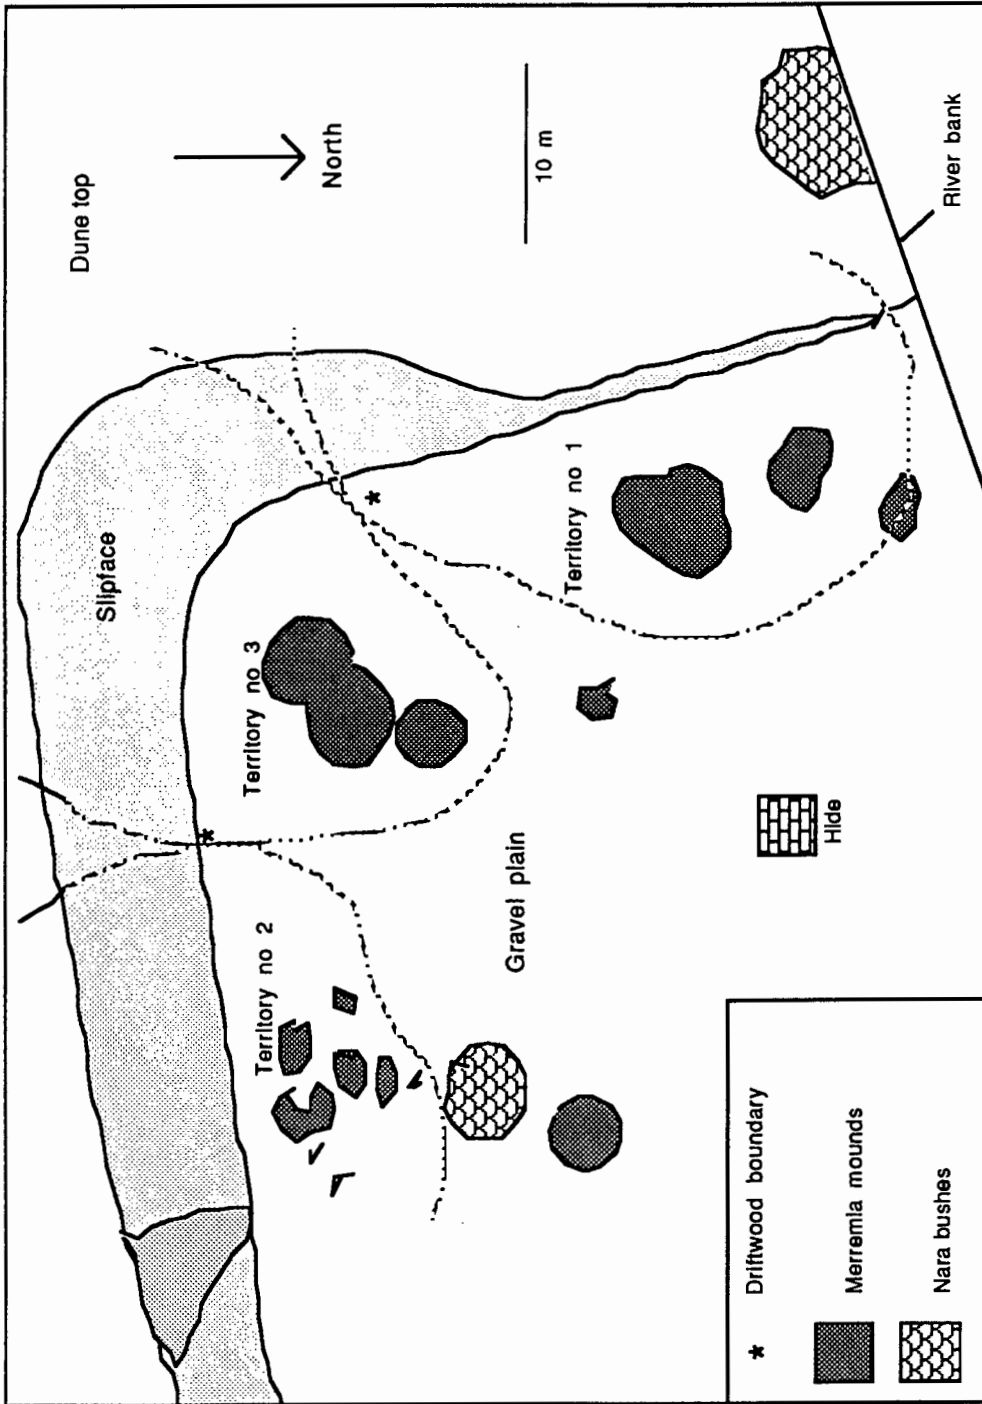 Dune top
North
10 m
River bank
Slipface
Territory no 1
Territory no 3
Territory no 2
Gravel plain
Hide
* Driftwood boundary
Merremia mounds
Nara bushes